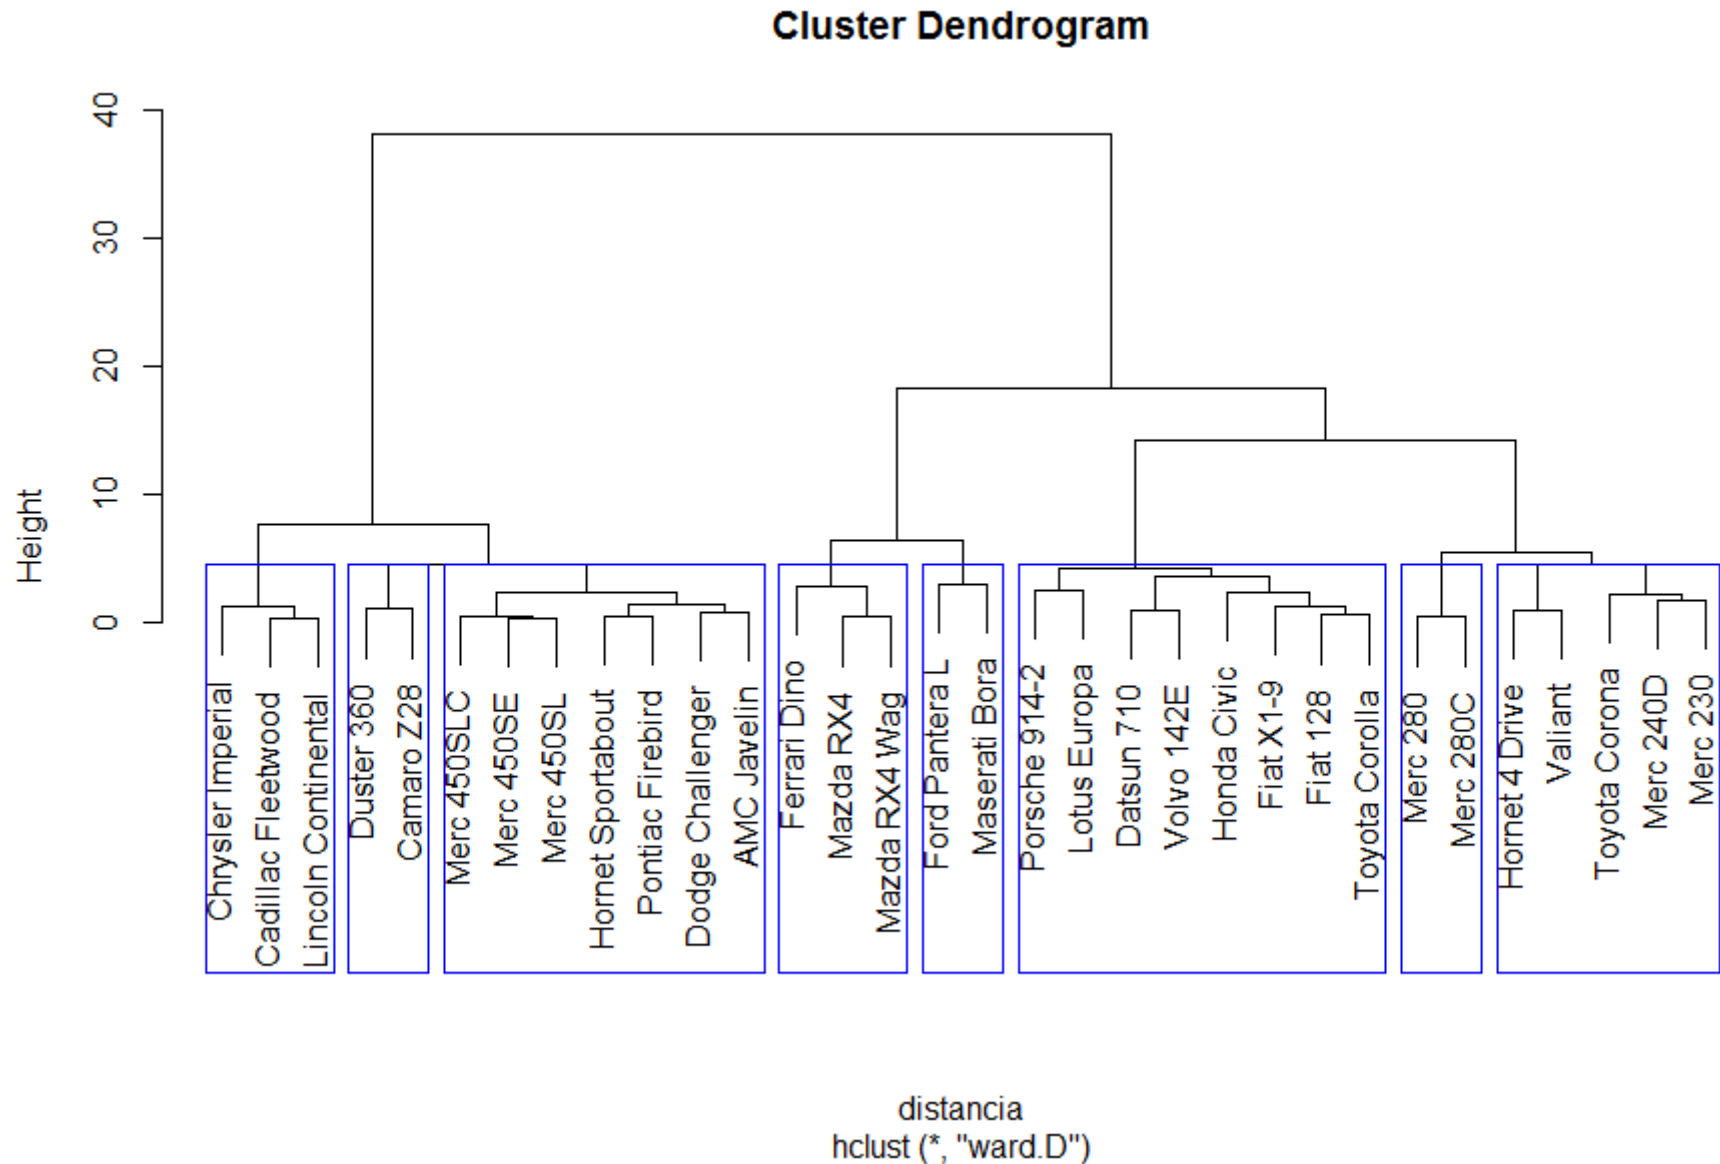 Cluster Dendrogram
Height
40
30
20
10
0
Chrysler Imperial
Cadillac Fleetwood
Lincoln Continental
Duster 360
Camaro Z28
Merc 450SLC
Merc 450SE
Merc 450SL
Hornet Sportabout
Pontiac Firebird
Dodge Challenger
AMC Javelin
Ferrari Dino
Mazda RX4
Mazda RX4 Wag
Ford Pantera L
Maserati Bora
Porsche 914-2
Lotus Europa
Datsun 710
Volvo 142E
Honda Civic
Fiat X1-9
Fiat 128
Toyota Corolla
Merc 280
Merc 280C
Hornet 4 Drive
Valiant
Toyota Corona
Merc 240D
Merc 230
distancia
hclust (*, "ward.D")